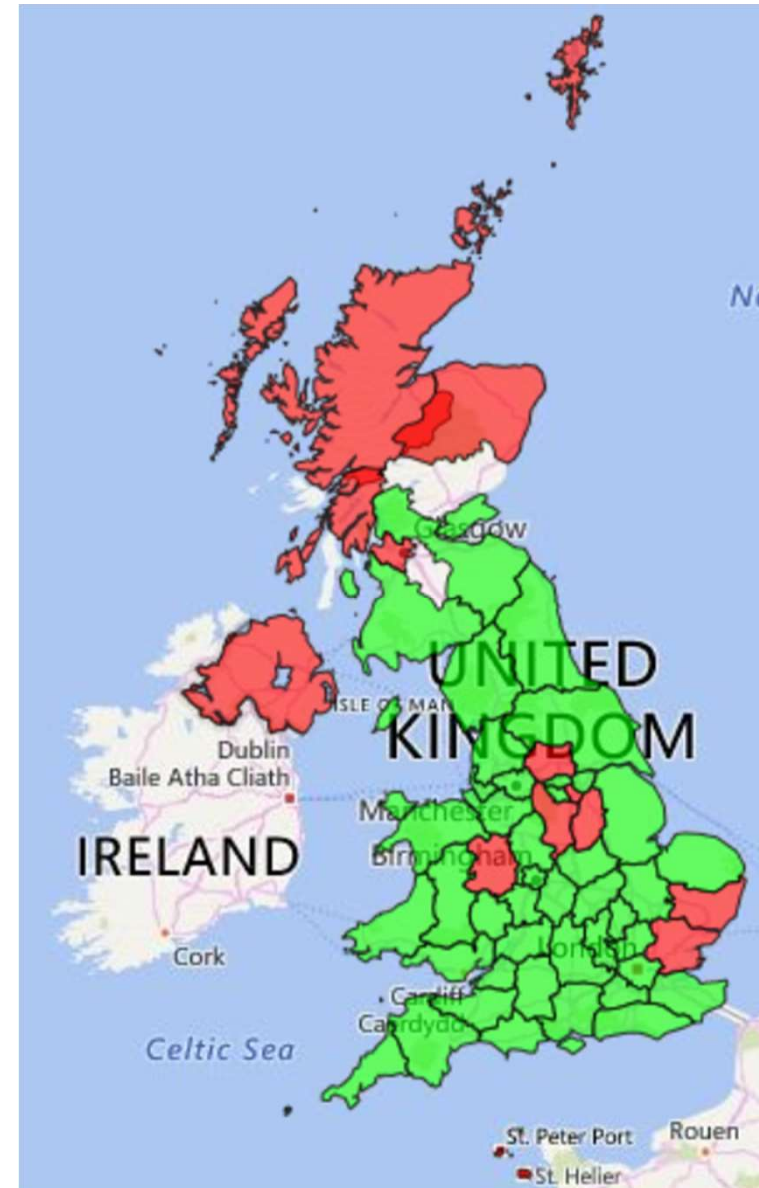 No
Glasgow
UNITED
KINGDOM
ISLE OF MAN
Dublin
Baile Atha Cliath
Manchester
IRELAND
Birmingham
Cork
London
Cardiff
Caerdydd
Celtic Sea
St. Peter Port
Rouen
St. Helier